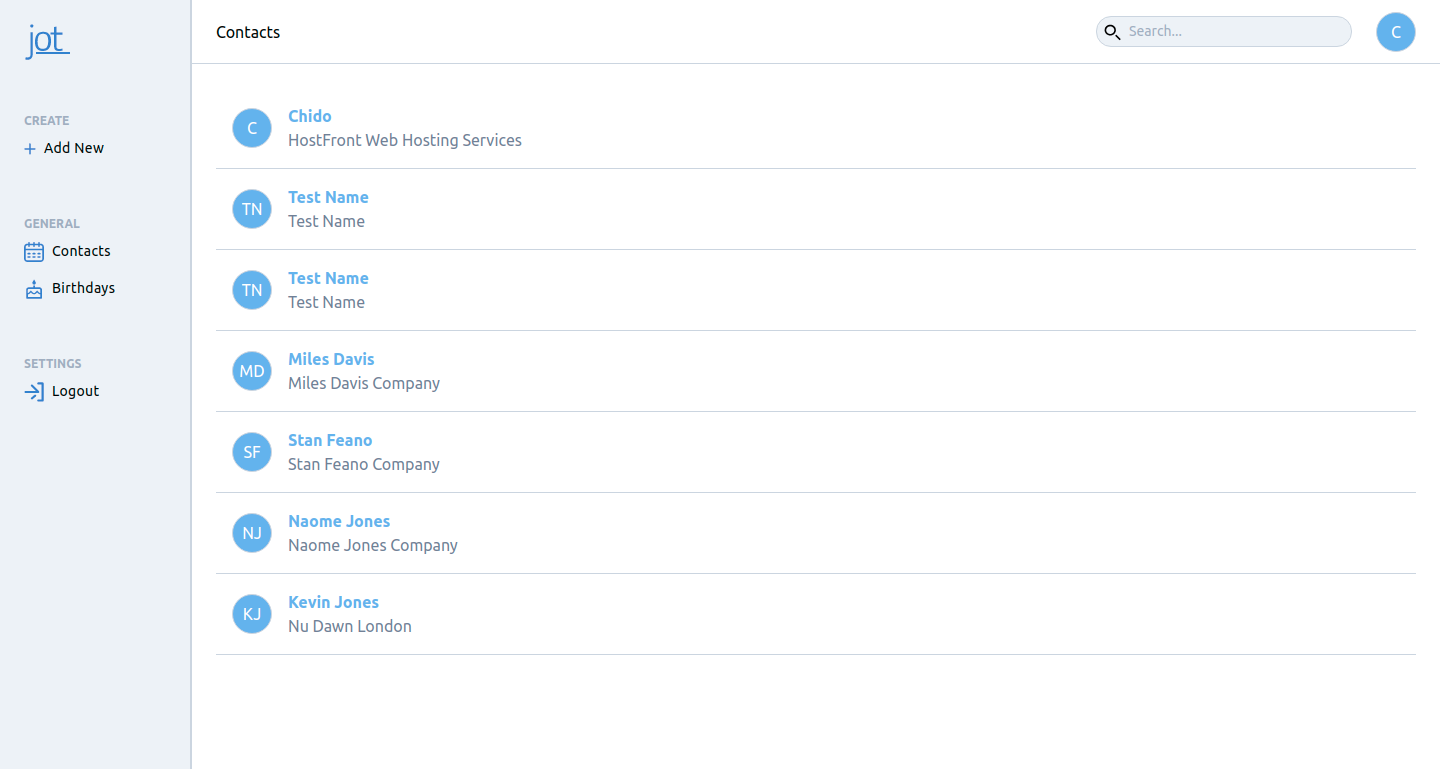 jot
CREATE
+ Add New
GENERAL
Contacts
Birthdays
SETTINGS
Logout
Contacts
Search...
C
C
Chido
HostFront Web Hosting Services
TN
Test Name
Test Name
TN
Test Name
Test Name
MD
Miles Davis
Miles Davis Company
SF
Stan Feano
Stan Feano Company
NJ
Naome Jones
Naome Jones Company
KJ
Kevin Jones
Nu Dawn London